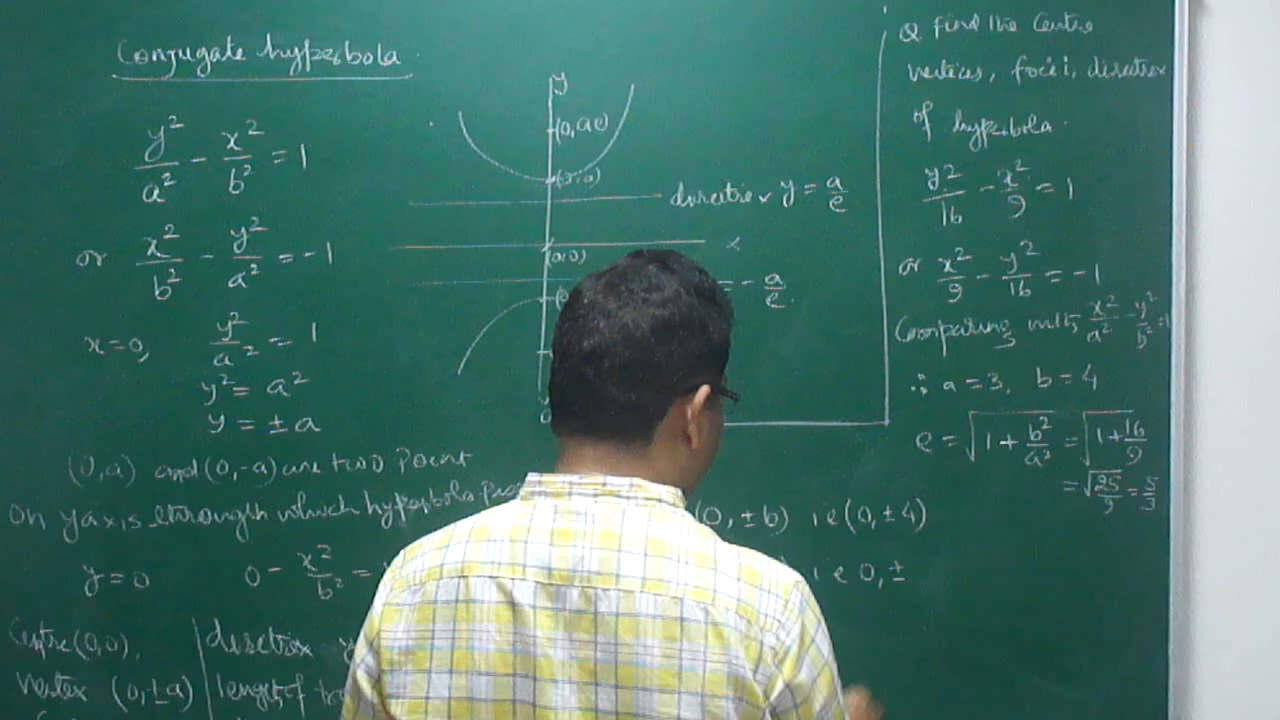 Conjugate hyperbola
y²/a² - x²/b² = 1
or x²/b² - y²/a² = -1
x=0, y²/a² = 1
y² = a²
y = ±a
(0,a) and (0,-a) are two point
on y axis through which hyperbola
y=0 0 - x²/b² =
Centre (0,0),
vertex (0,±a)
directrix y
length of
y
(0, ae)
directrix y = a/e
x
(0,0)
= - a/e
Q Find the centre
vertices, focii, directrix
of hyperbola.
y²/16 - x²/9 = 1
or x²/9 - y²/16 = -1
Comparing with x²/a² - y²/b² =
∴ a = 3, b = 4
e = √(1 + b²/a²) = √(1 + 16/9)
= √25/9 = 5/3
(0, ±b) ie (0, ±4)
ie 0, ±